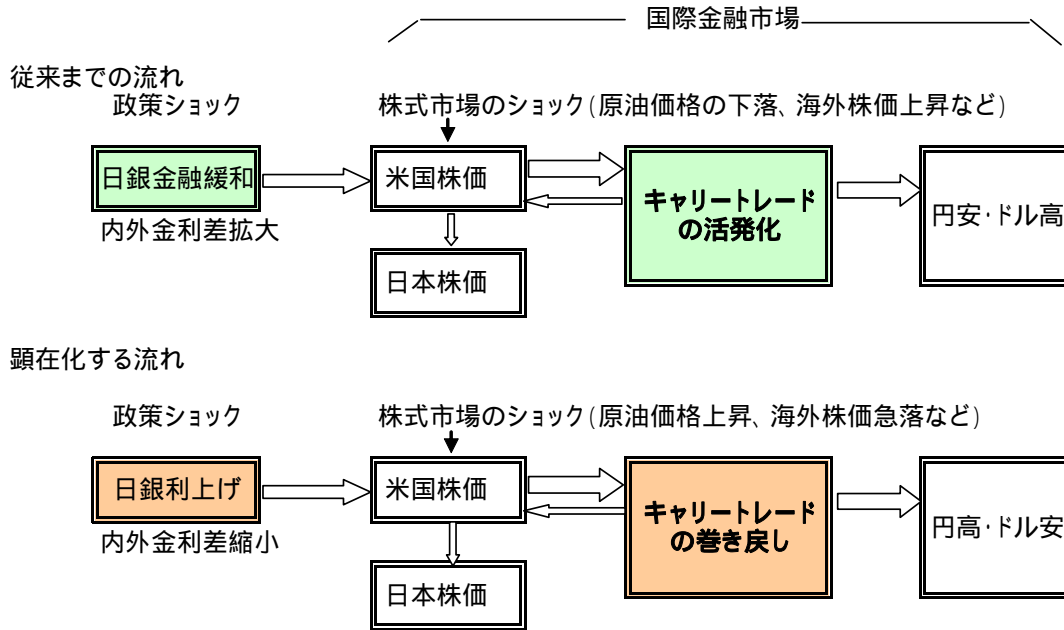 国際金融市場
従来までの流れ
政策ショック
株式市場のショック(原油価格の下落、海外株価上昇など)
日銀金融緩和
内外金利差拡大
米国株価
日本株価
キャリートレード
の活発化
円安・ドル高
顕在化する流れ
政策ショック
株式市場のショック(原油価格上昇、海外株価急落など)
日銀利上げ
内外金利差縮小
米国株価
日本株価
キャリートレード
の巻き戻し
円高・ドル安